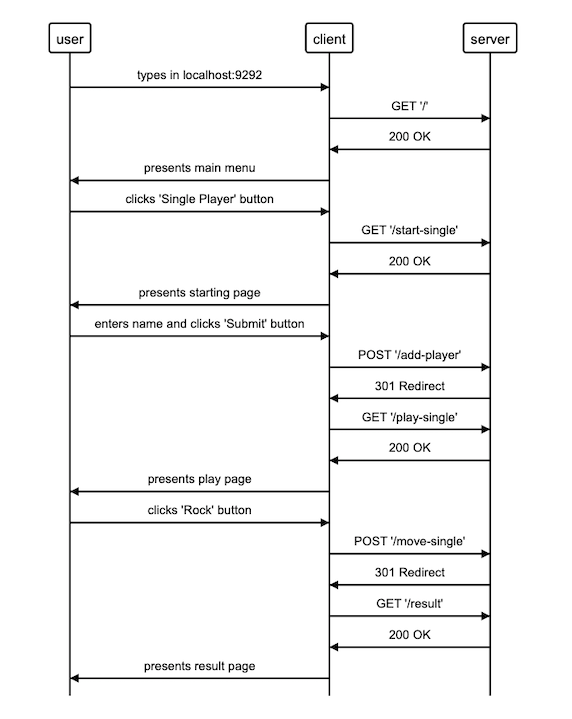 user
client
server
types in localhost:9292
GET '/'
200 OK
presents main menu
clicks 'Single Player' button
GET '/start-single'
200 OK
presents starting page
enters name and clicks 'Submit' button
POST '/add-player'
301 Redirect
GET '/play-single'
200 OK
presents play page
clicks 'Rock' button
POST '/move-single'
301 Redirect
GET '/result'
200 OK
presents result page